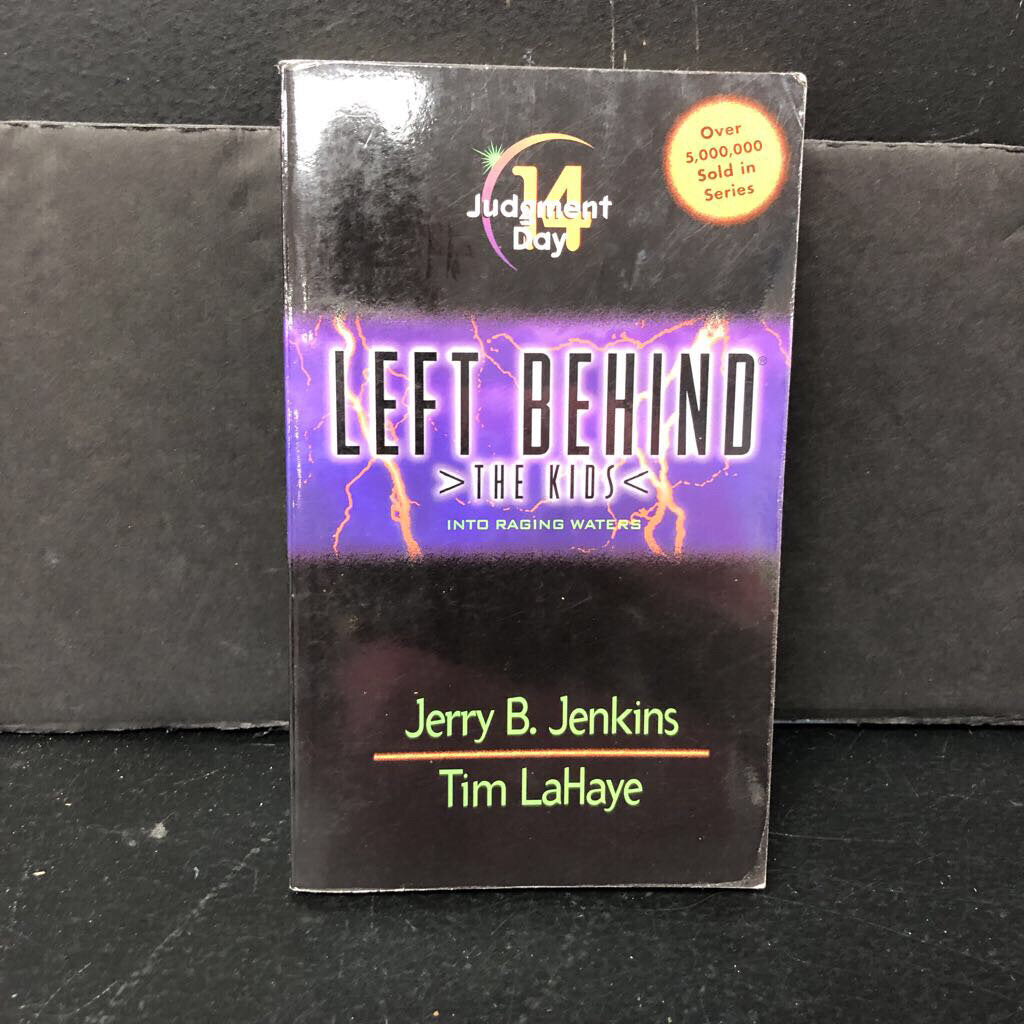 Over
5,000,000
Sold in
Series
14
Judgment
Day
LEFT BEHIND®
>THE KIDS<
INTO RAGING WATERS
Jerry B. Jenkins
Tim LaHaye